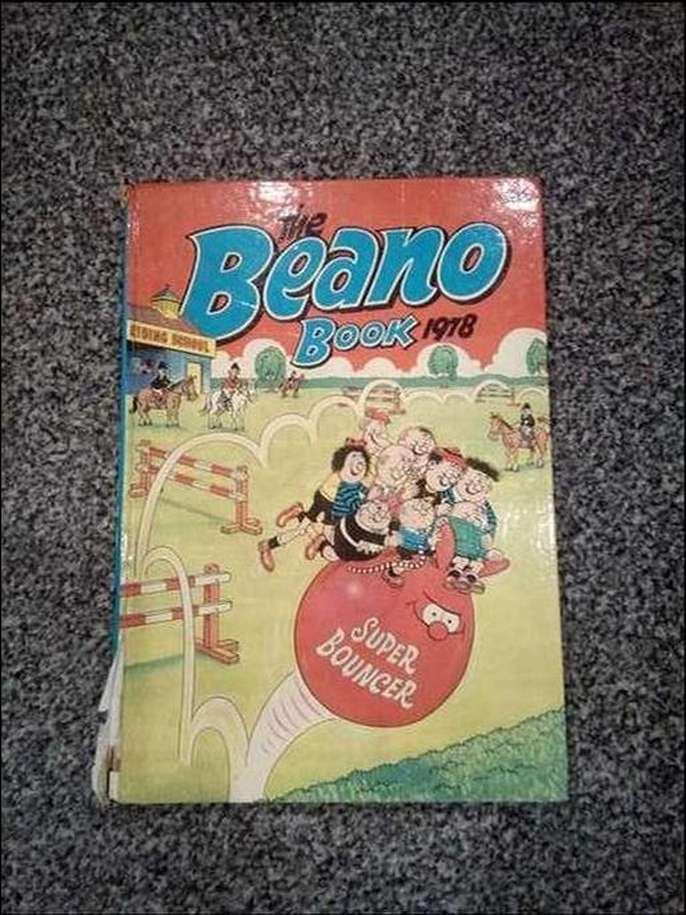 The
Beano
Book 1978
RIDING SCHOOL
SUPER
BOUNCER